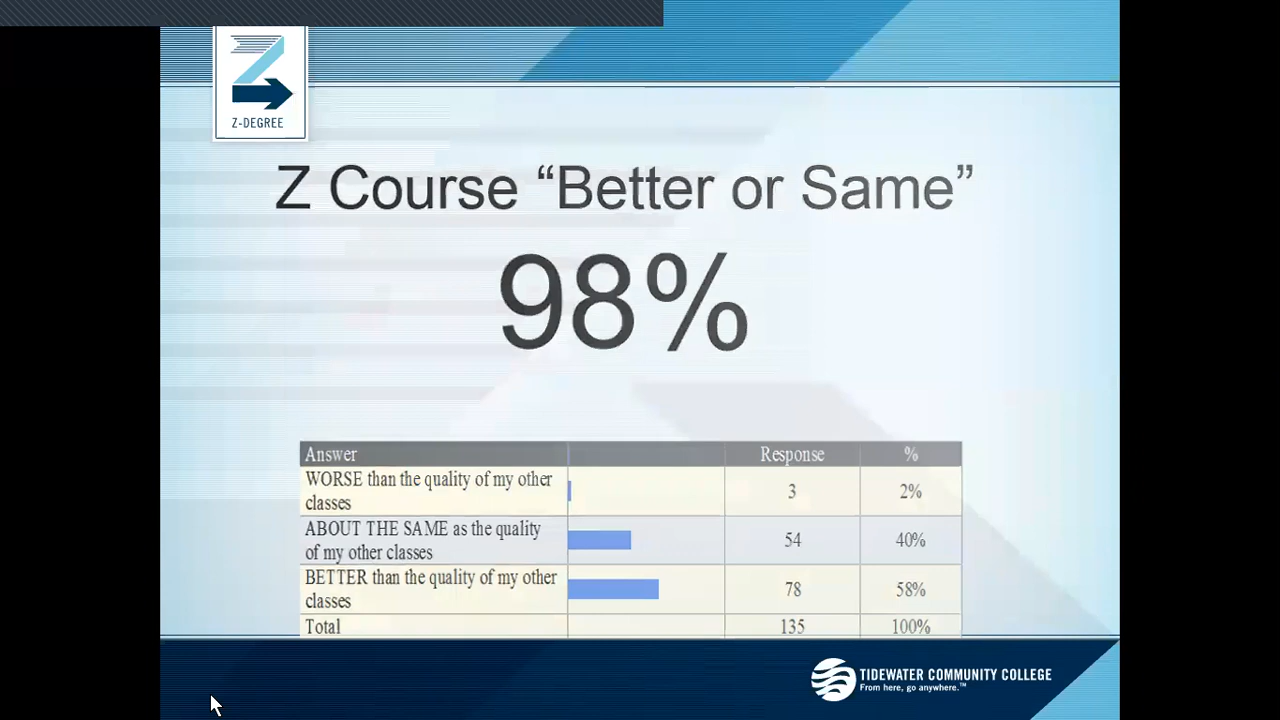 Z-DEGREE
Z Course “Better or Same”
98%
Answer Response %
WORSE than the quality of my other
classes 3 2%
ABOUT THE SAME as the quality
of my other classes 54 40%
BETTER than the quality of my other
classes 78 58%
Total 135 100%
TIDEWATER COMMUNITY COLLEGE
From here, go anywhere.™